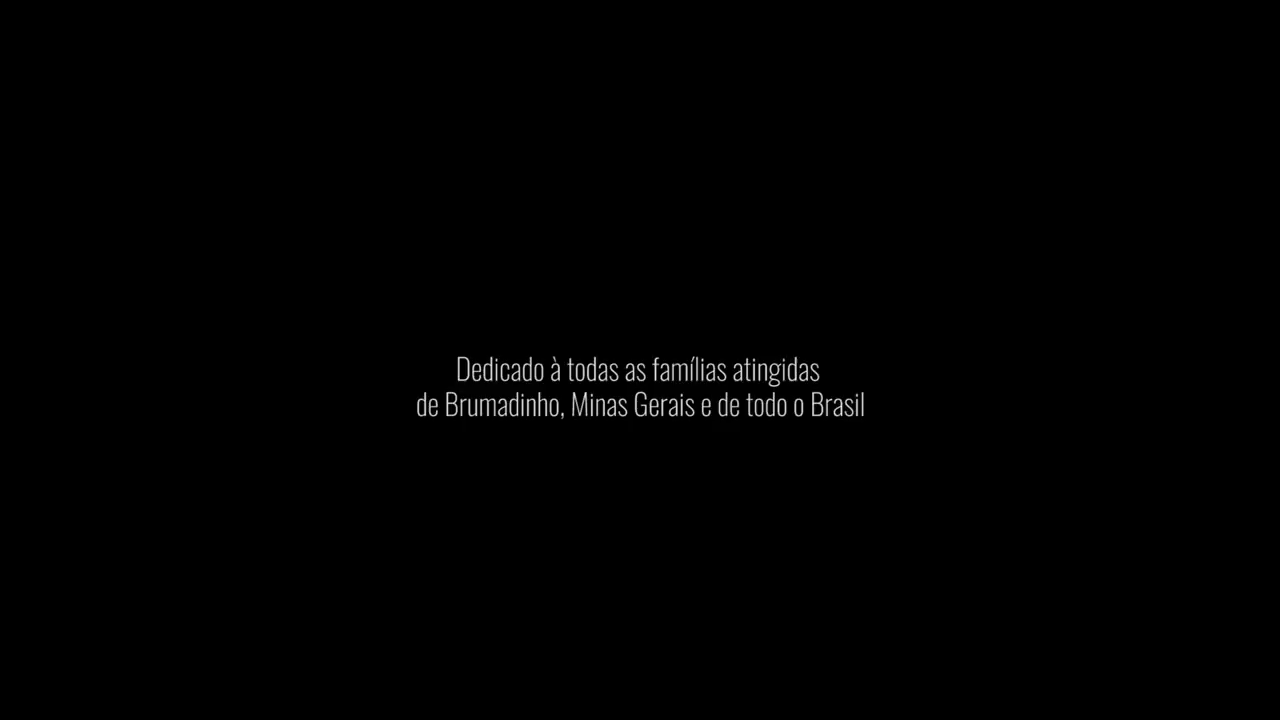 Dedicado à todas as famílias atingidas
de Brumadinho, Minas Gerais e de todo o Brasil